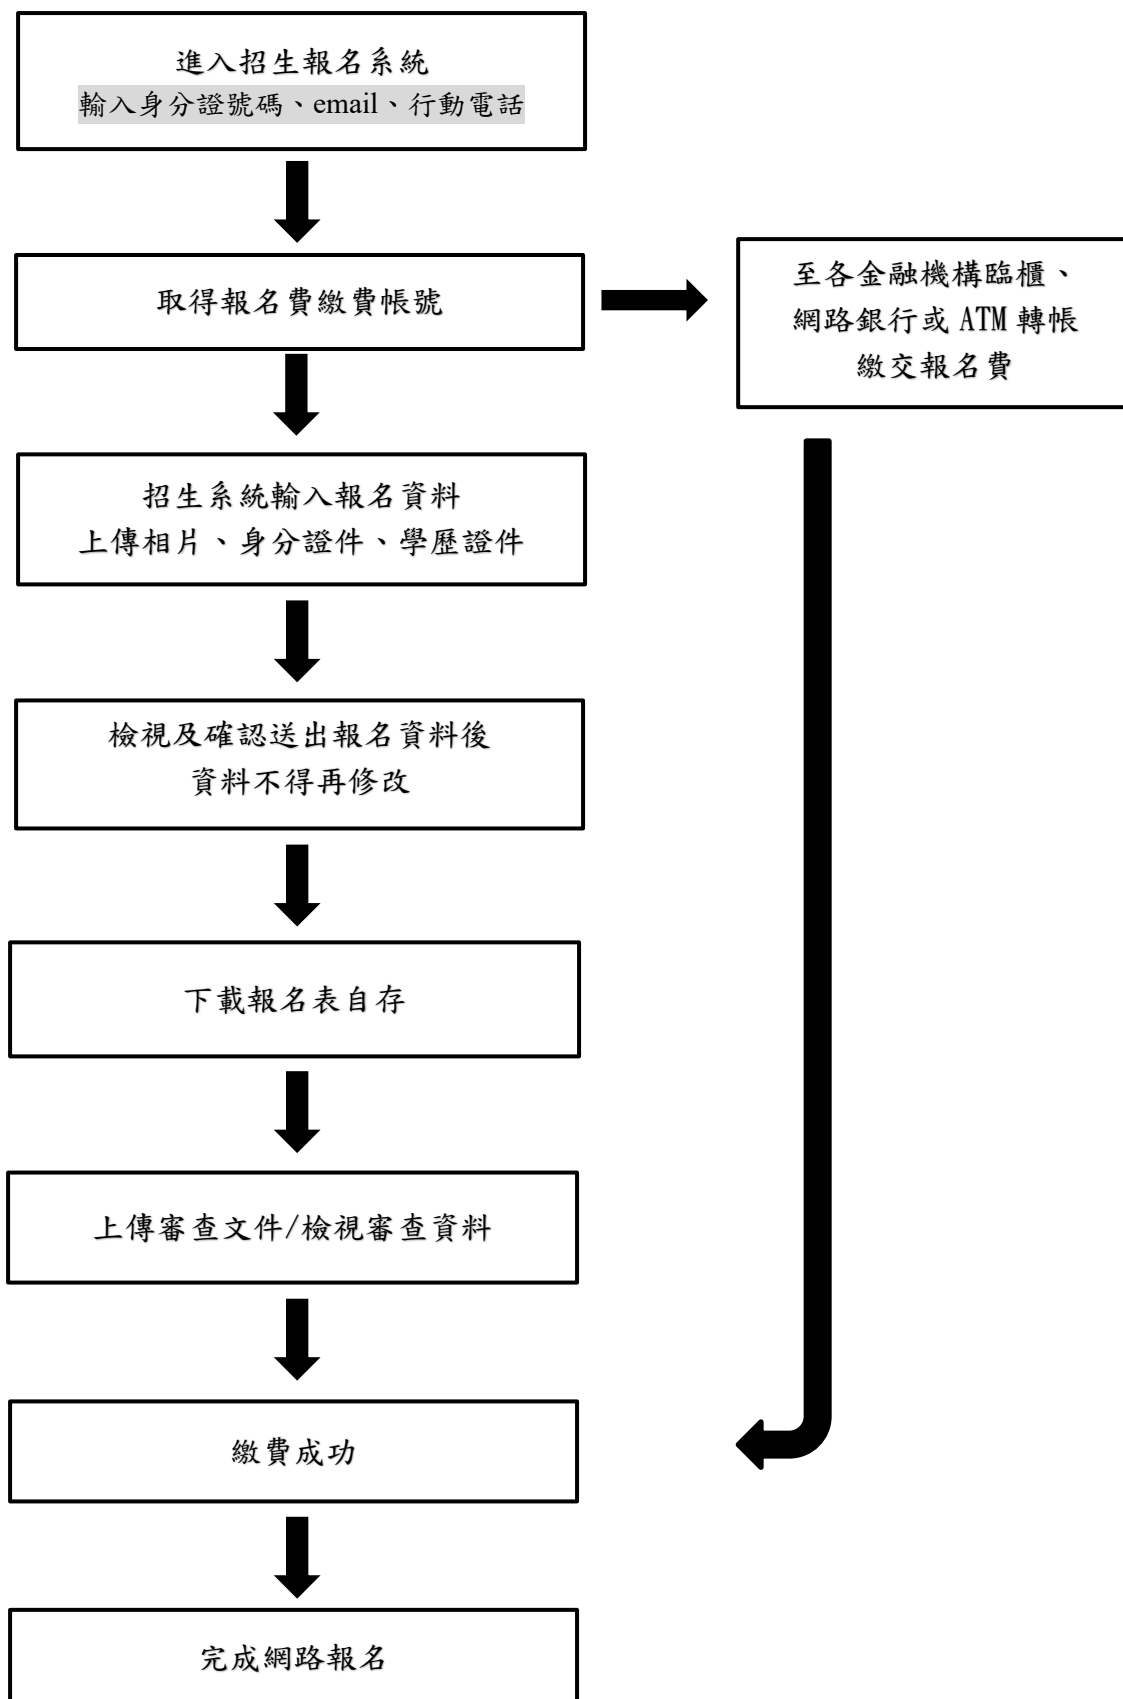 進入招生報名系統
輸入身分證號碼、email、行動電話
取得報名費繳費帳號
至各金融機構臨櫃、
網路銀行或 ATM 轉帳
繳交報名費
招生系統輸入報名資料
上傳相片、身分證件、學歷證件
檢視及確認送出報名資料後
資料不得再修改
下載報名表自存
上傳審查文件/檢視審查資料
繳費成功
完成網路報名